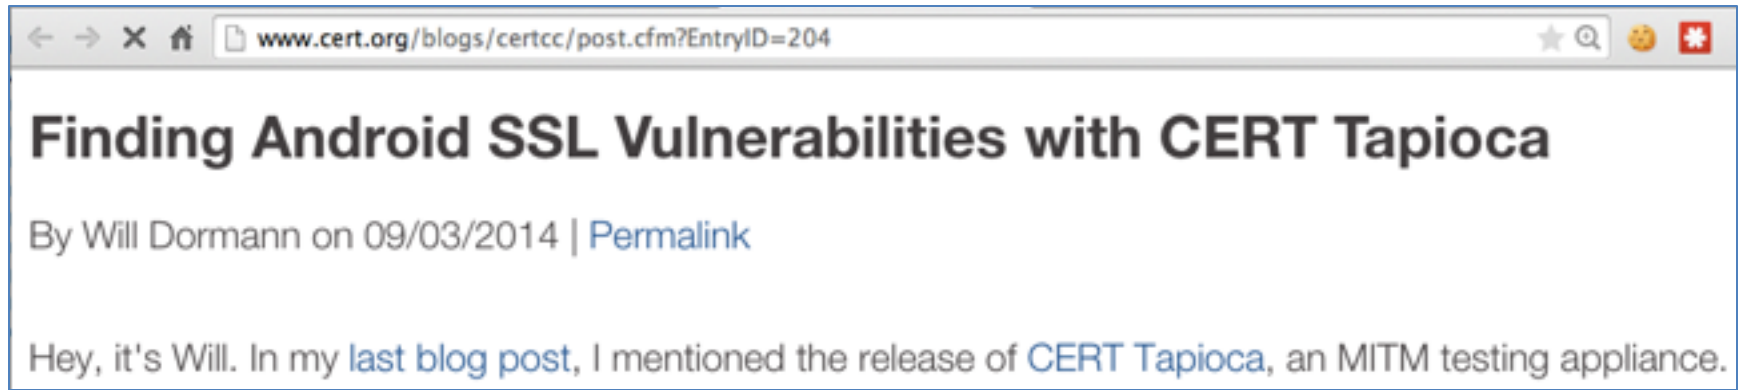 www.cert.org/blogs/certcc/post.cfm?EntryID=204
Finding Android SSL Vulnerabilities with CERT Tapioca
By Will Dormann on 09/03/2014 | Permalink
Hey, it's Will. In my last blog post, I mentioned the release of CERT Tapioca, an MITM testing appliance.